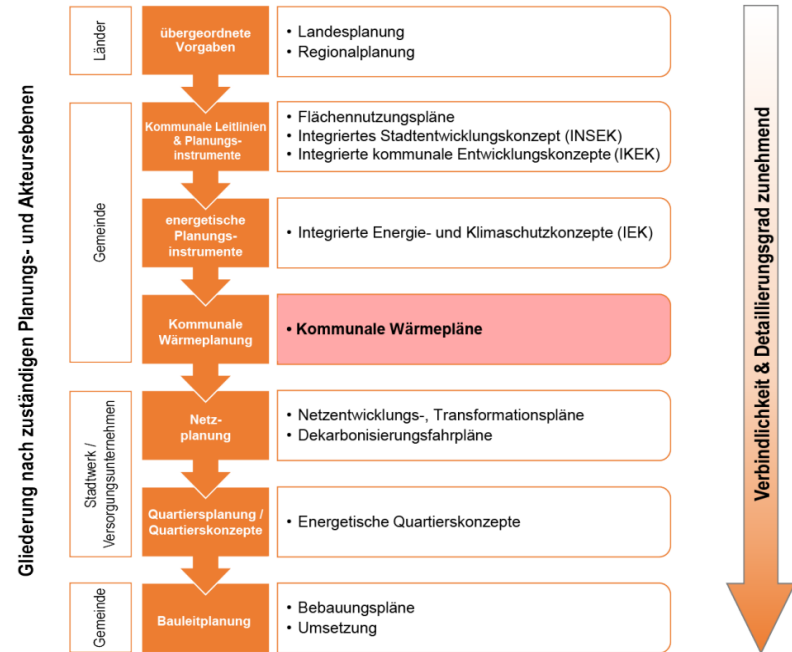 Gliederung nach zuständigen Planungs- und Akteursebenen
Länder
übergeordnete
Vorgaben
• Landesplanung
• Regionalplanung
Gemeinde
Kommunale Leitlinien
& Planungs-
instrumente
• Flächennutzungspläne
• Integriertes Stadtentwicklungskonzept (INSEK)
• Integrierte kommunale Entwicklungskonzepte (IKEK)
energetische
Planungs-
instrumente
• Integrierte Energie- und Klimaschutzkonzepte (IEK)
Kommunale
Wärmeplanung
• Kommunale Wärmepläne
Stadtwerk /
Versorgungsunternehmen
Netz-
planung
• Netzentwicklungs-, Transformationspläne
• Dekarbonisierungsfahrpläne
Quartiersplanung /
Quartierskonzepte
• Energetische Quartierskonzepte
Gemeinde
Bauleitplanung
• Bebauungspläne
• Umsetzung
Verbindlichkeit & Detaillierungsgrad zunehmend